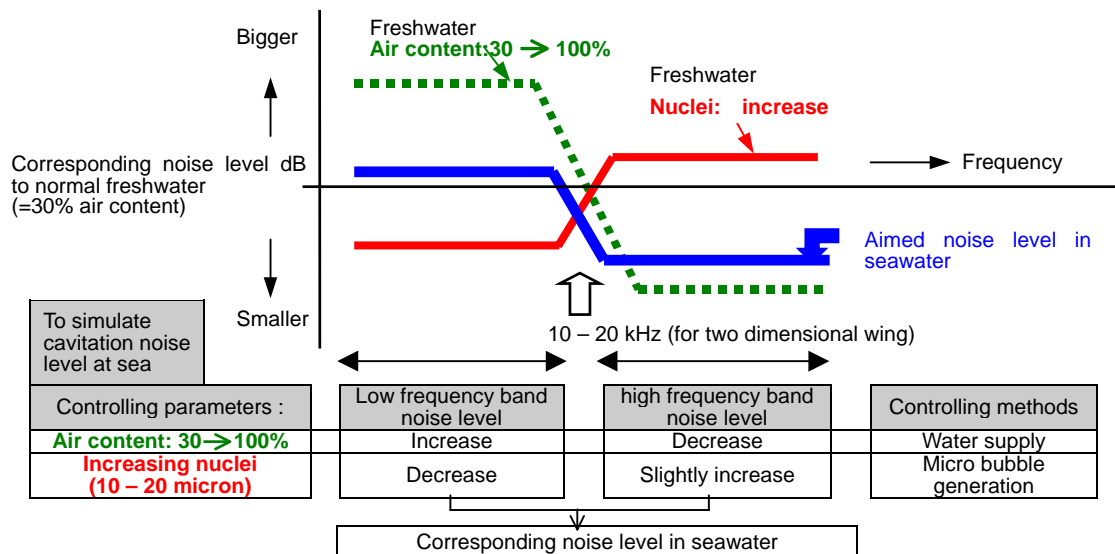 Bigger
Freshwater
Air content:30 → 100%
Freshwater
Nuclei: increase
Corresponding noise level dB
to normal freshwater
(=30% air content)
Frequency
Aimed noise level in
seawater
Smaller
10 – 20 kHz (for two dimensional wing)
To simulate
cavitation noise
level at sea
Controlling parameters :
Low frequency band
noise level
high frequency band
noise level
Controlling methods
Air content: 30→100%
Increase
Decrease
Water supply
Increasing nuclei
(10 – 20 micron)
Decrease
Slightly increase
Micro bubble
generation
Corresponding noise level in seawater